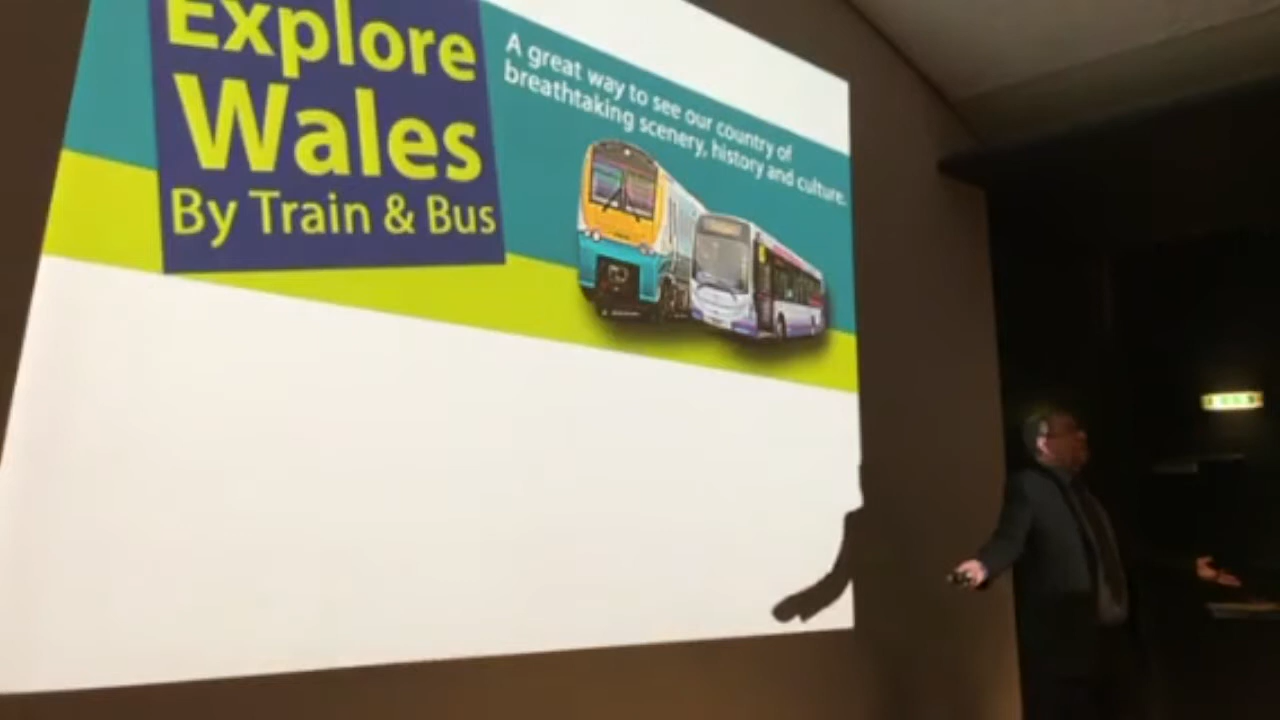 Explore
Wales
By Train & Bus
A great way to see our country of
breathtaking scenery, history and culture.